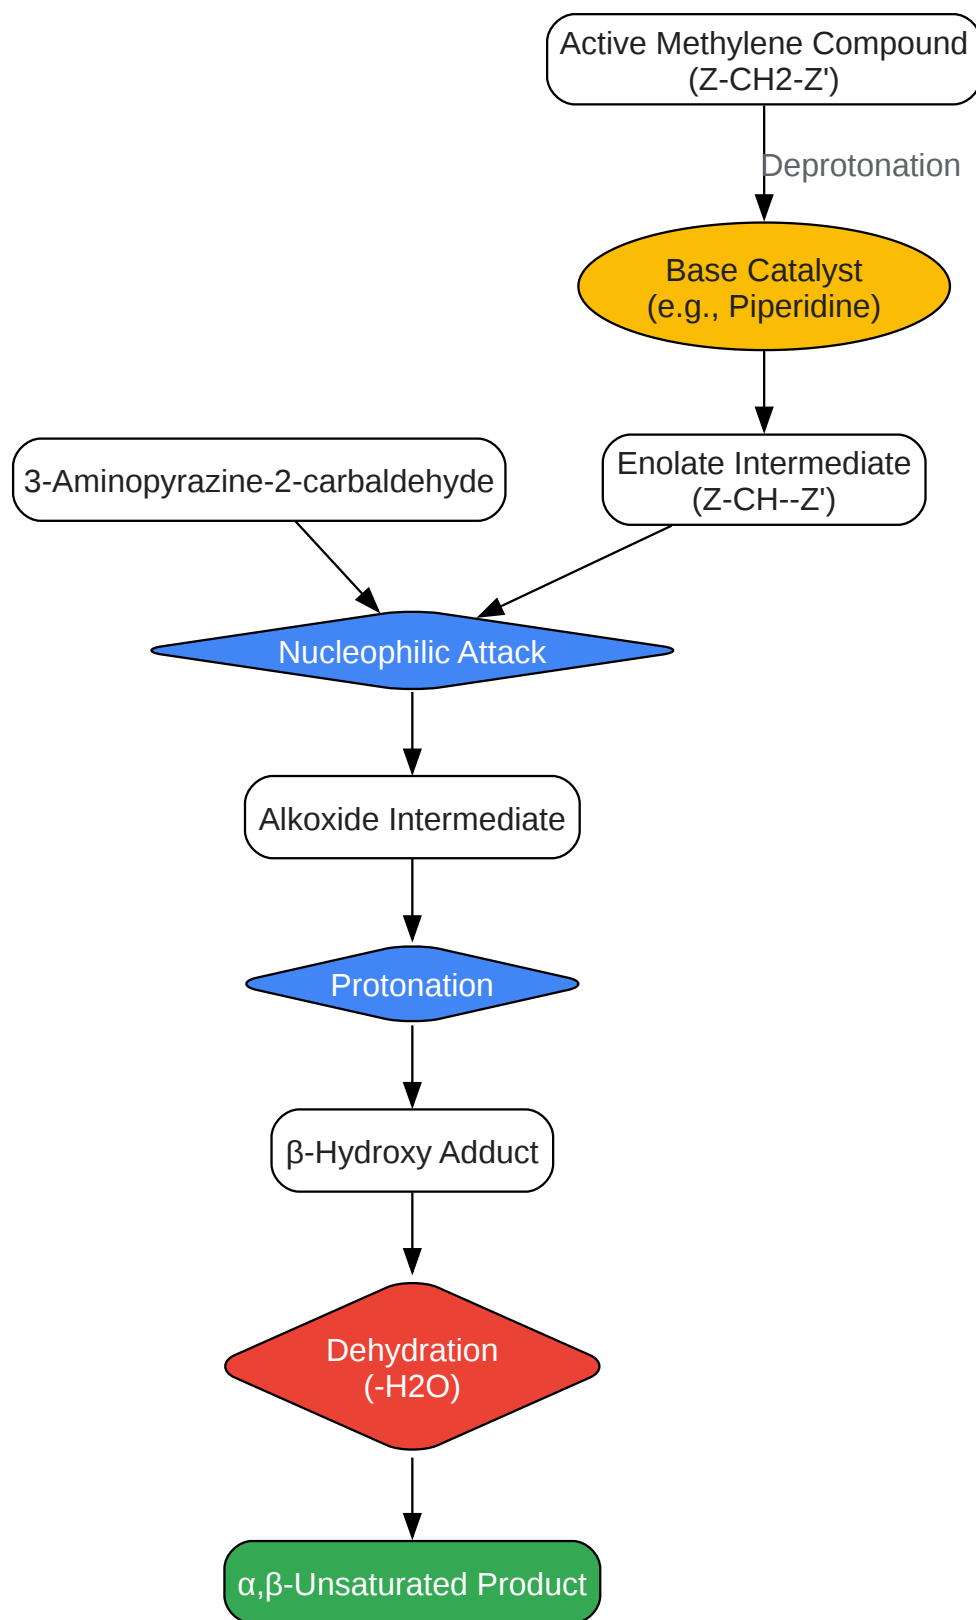 Active Methylene Compound
(Z-CH2-Z')
Deprotonation
Base Catalyst
(e.g., Piperidine)
3-Aminopyrazine-2-carbaldehyde
Enolate Intermediate
(Z-CH--Z')
Nucleophilic Attack
Alkoxide Intermediate
Protonation
β-Hydroxy Adduct
Dehydration
(-H2O)
α,β-Unsaturated Product